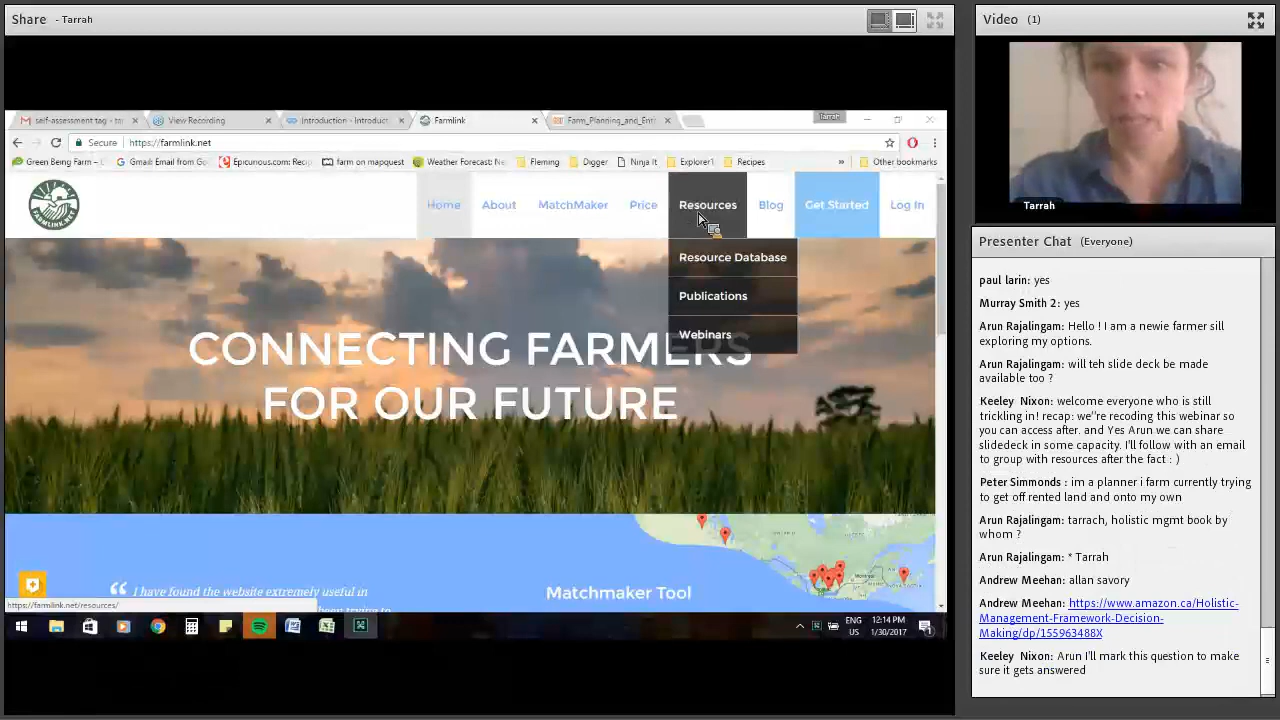 Share - Tarrah
self-assessment tag - ta
View Recording
Introduction - Introduct
Farmlink
Farm_Planning_and_Ent
Tarrah
Secure
https://farmlink.net
Green Being Farm –
Gmail: Email from Go
Epicurious.com: Recip
farm on mapquest
Weather Forecast: Ne
Fleming
Digger
Ninja It
Explorer1
Recipes
»
Other bookmarks
FARMLINK.NET
Home
About
MatchMaker
Price
Resources
Blog
Get Started
Log In
Resource Database
Publications
Webinars
CONNECTING FARMERS
FOR OUR FUTURE
“ I have found the website extremely useful in
been trying to
Matchmaker Tool
ONTARIO
Montreal
https://farmlink.net/resources/
ENG
US
12:14 PM
1/30/2017
1
Video (1)
Tarrah
Presenter Chat (Everyone)
paul larin: yes
Murray Smith 2: yes
Arun Rajalingam: Hello ! I am a newie farmer sill
exploring my options.
Arun Rajalingam: will teh slide deck be made
available too ?
Keeley Nixon: welcome everyone who is still
trickling in! recap: we"re recoding this webinar so
you can access after. and Yes Arun we can share
slidedeck in some capacity. I'll follow with an email
to group with resources after the fact : )
Peter Simmonds : im a planner i farm currently trying
to get off rented land and onto my own
Arun Rajalingam: tarrach, holistic mgmt book by
whom ?
Arun Rajalingam: * Tarrah
Andrew Meehan: allan savory
Andrew Meehan: https://www.amazon.ca/Holistic-
Management-Framework-Decision-
Making/dp/155963488X
Keeley Nixon: Arun I'll mark this question to make
sure it gets answered